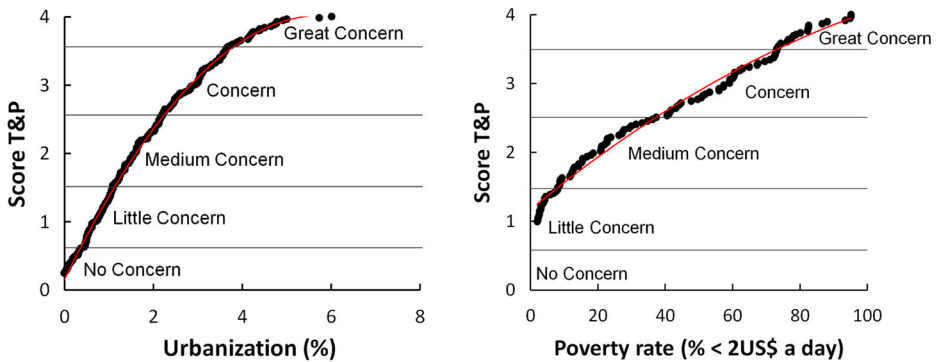 4
3
2
1
0
Score T&P
Great Concern
Concern
Medium Concern
Little Concern
No Concern
0 2 4 6 8
Urbanization (%)
4
3
2
1
0
Score T&P
Great Concern
Concern
Medium Concern
Little Concern
No Concern
0 20 40 60 80 100
Poverty rate (% < 2US$ a day)